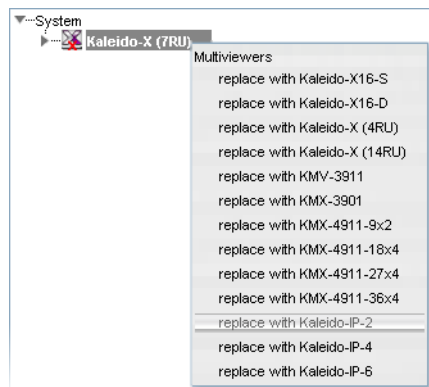 System
Kaleido-X (7RU)
Multiviewers
replace with Kaleido-X16-S
replace with Kaleido-X16-D
replace with Kaleido-X (4RU)
replace with Kaleido-X (14RU)
replace with KMV-3911
replace with KMX-3901
replace with KMX-4911-9x2
replace with KMX-4911-18x4
replace with KMX-4911-27x4
replace with KMX-4911-36x4
replace with Kaleido-IP-2
replace with Kaleido-IP-4
replace with Kaleido-IP-6